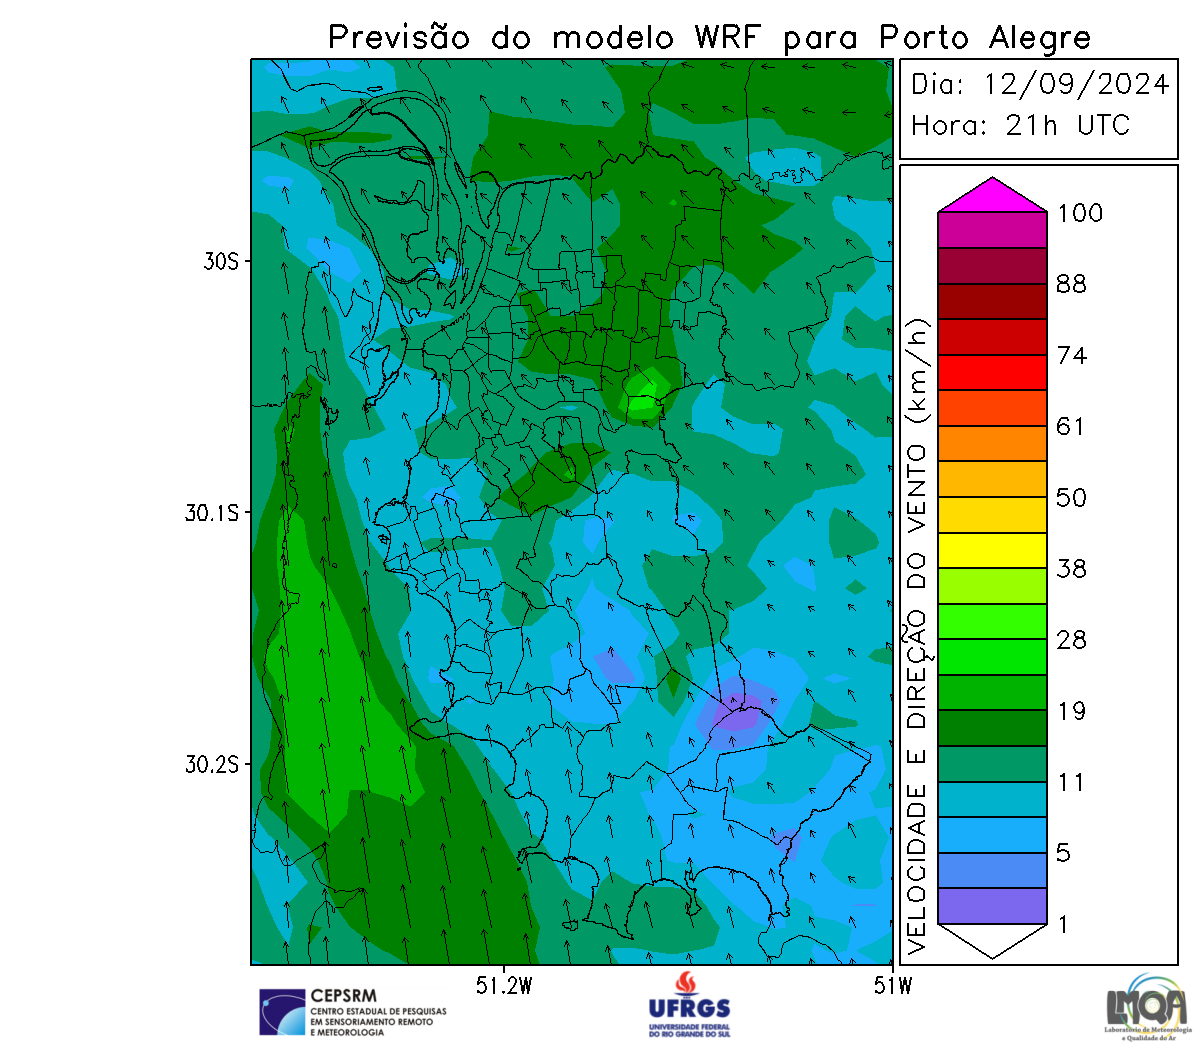 Previsão do modelo WRF para Porto Alegre
Dia: 12/09/2024
Hora: 21h UTC
30S
30.1S
30.2S
51.2W
51W
VELOCIDADE E DIREÇÃO DO VENTO (km/h)
100
88
74
61
50
38
28
19
11
5
1
CEPSRM
CENTRO ESTADUAL DE PESQUISAS
EM SENSORIAMENTO REMOTO
E METEOROLOGIA
UFRGS
UNIVERSIDADE FEDERAL
DO RIO GRANDE DO SUL
LMQA
Laboratório de Meteorologia
e Qualidade do Ar